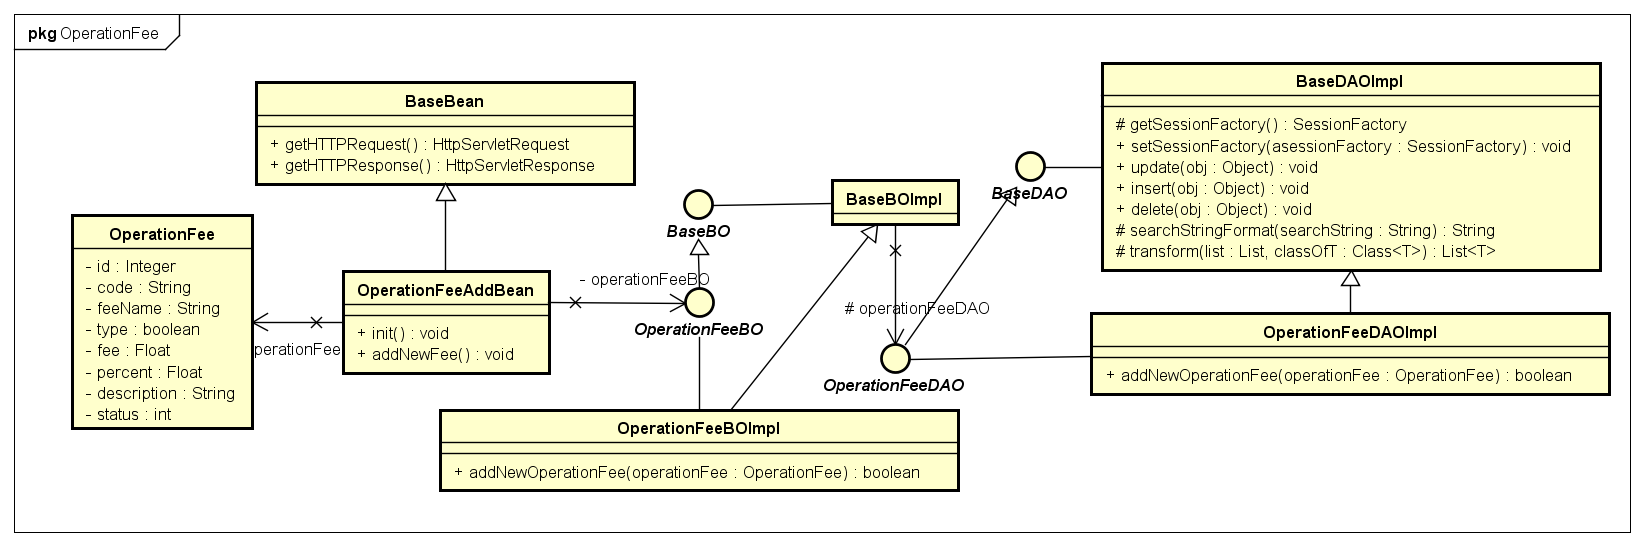 pkg OperationFee
BaseBean
+ getHTTPRequest() : HttpServletRequest
+ getHTTPResponse() : HttpServletResponse
BaseDAOImpl
# getSessionFactory() : SessionFactory
+ setSessionFactory(asessionFactory : SessionFactory) : void
+ update(obj : Object) : void
+ insert(obj : Object) : void
+ delete(obj : Object) : void
# searchStringFormat(searchString : String) : String
# transform(list : List, classOfT : Class<T>) : List<T>
BaseDAO
BaseBOImpl
BaseBO
OperationFee
- id : Integer
- code : String
- feeName : String
- type : boolean
- fee : Float
- percent : Float
- description : String
- status : int
perationFee
OperationFeeAddBean
+ init() : void
+ addNewFee() : void
- operationFeeBO
OperationFeeBO
# operationFeeDAO
OperationFeeDAO
OperationFeeDAOImpl
+ addNewOperationFee(operationFee : OperationFee) : boolean
OperationFeeBOImpl
+ addNewOperationFee(operationFee : OperationFee) : boolean